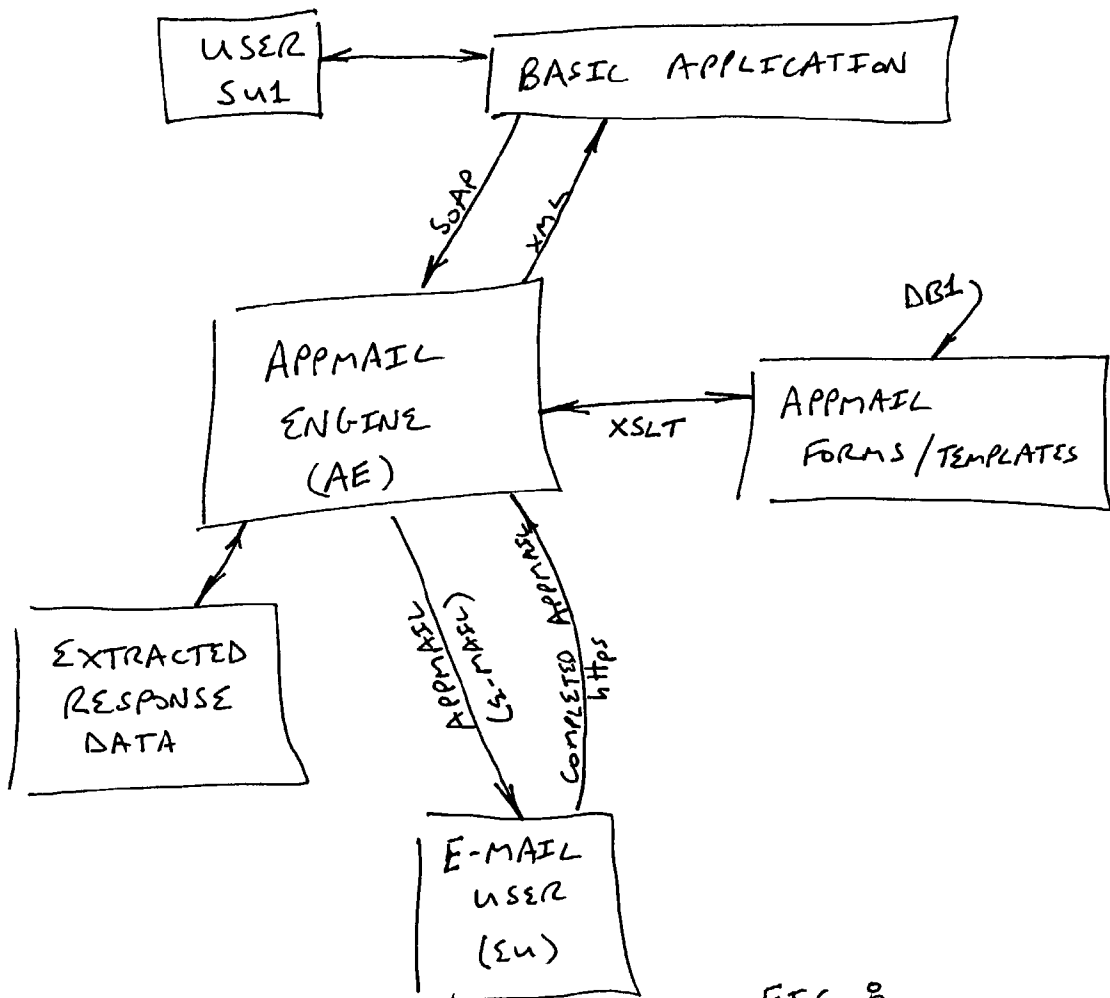 USER
SU1
BASIC APPLICATION
SOAP
XML
DB1
APPMAIL
ENGINE
(AE)
XSLT
APPMAIL
FORMS/TEMPLATES
EXTRACTED
RESPONSE
DATA
APPMAIL
(E-MAIL)
COMPLETED APPMAIL
https
E-MAIL
USER
(EU)
FIG 8